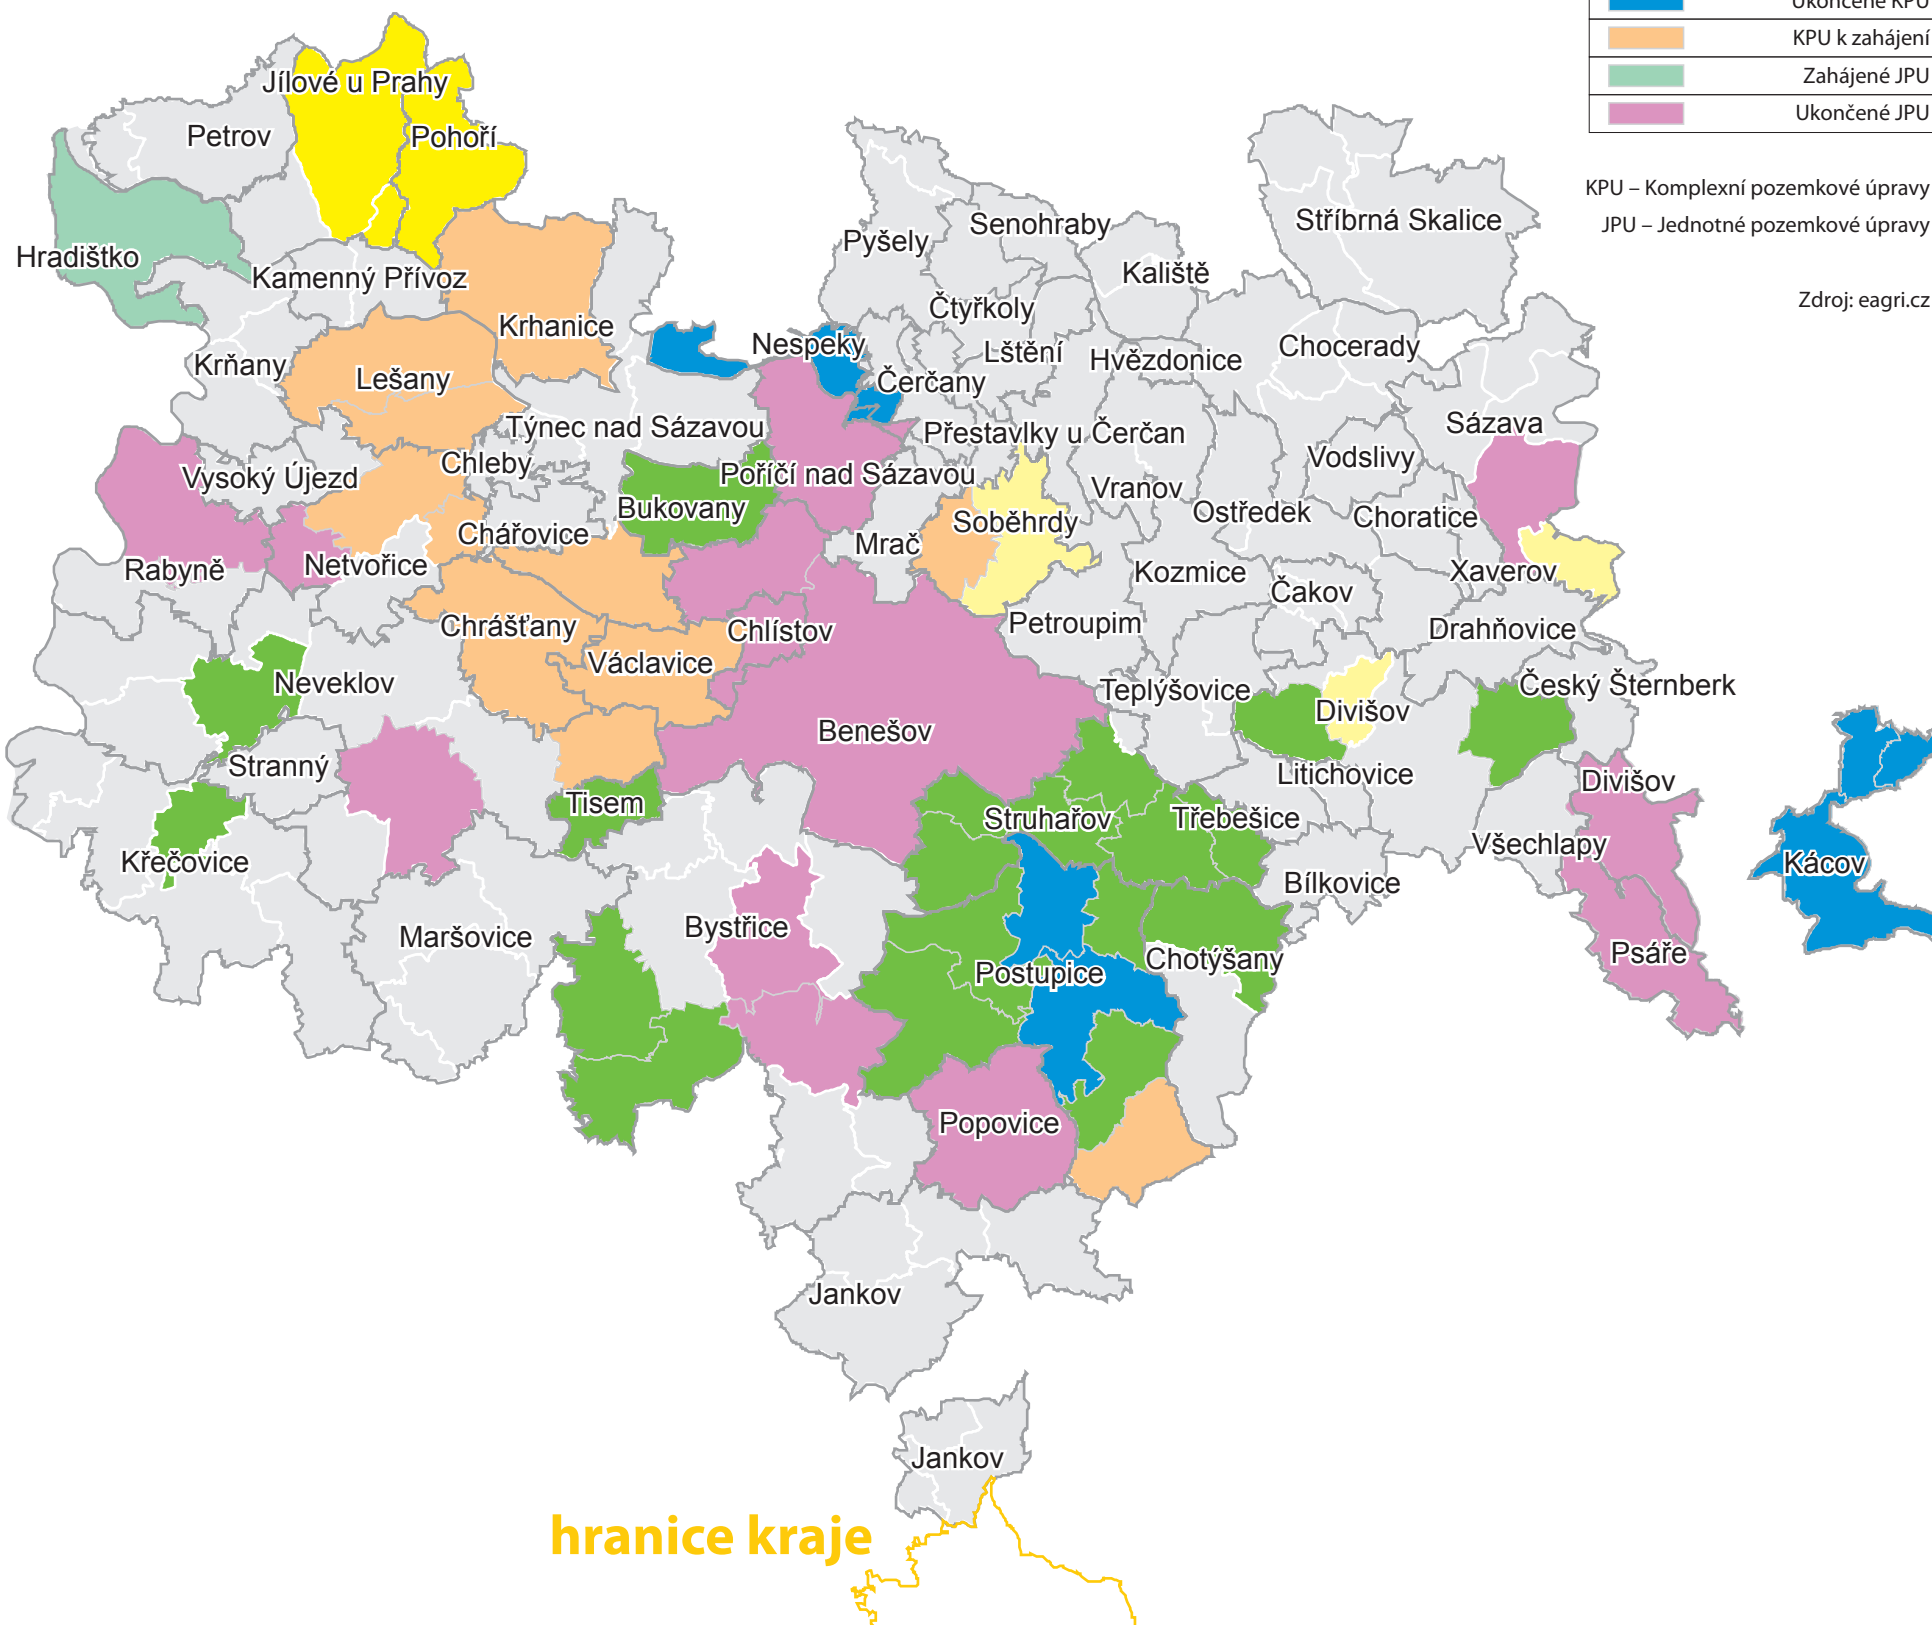 Ukončené KPU
KPU k zahájení
Zahájené JPU
Ukončené JPU
KPU – Komplexní pozemkové úpravy
JPU – Jednotné pozemkové úpravy
Zdroj: eagri.cz
Jílové u Prahy
Petrov
Pohoří
Hradištko
Kamenný Přívoz
Pyšely
Senohraby
Kaliště
Stříbrná Skalice
Krhanice
Čtyřkoly
Krňany
Lešany
Nespeky
Čerčany
Lštění
Hvězdonice
Chocerady
Týnec nad Sázavou
Přestavlky u Čerčan
Sázava
Vysoký Újezd
Chleby
Poříčí nad Sázavou
Vodslivy
Bukovany
Vranov
Chářovice
Soběhrdy
Ostředek
Choratice
Mrač
Rabyně
Netvořice
Kozmice
Čakov
Xaverov
Chrášťany
Chlístov
Petroupim
Drahňovice
Václavice
Neveklov
Teplýšovice
Český Šternberk
Benešov
Divišov
Stranný
Litichovice
Divišov
Tisem
Struhařov
Třebešice
Všechlapy
Křečovice
Bílkovice
Kácov
Maršovice
Bystřice
Postupice
Chotýšany
Psáře
Popovice
Jankov
Jankov
hranice kraje